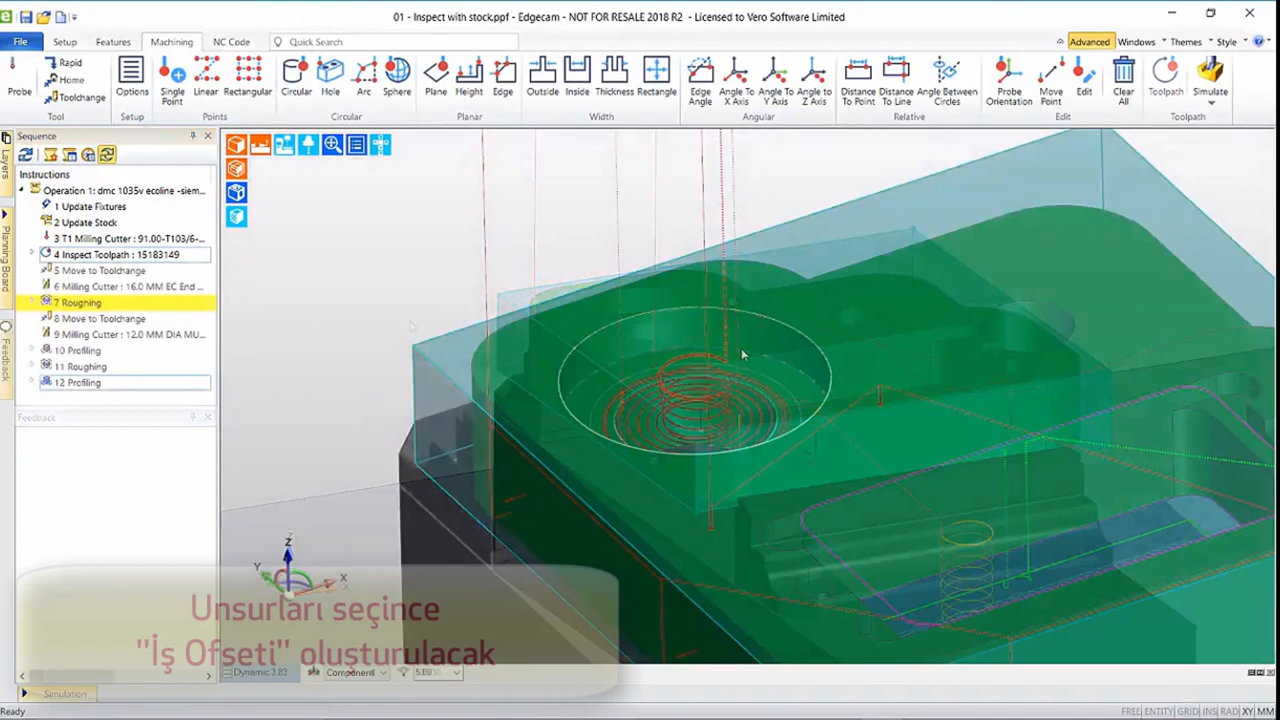 01 - Inspect with stock.ppf - Edgecam - NOT FOR RESALE 2018 R2 - Licensed to Vero Software Limited
File Setup Features Machining NC Code Quick Search Advanced Windows Themes Style
Rapid
Home
Toolchange
Probe
Tool
Options
Setup
Single Point Linear Rectangular
Points
Circular Hole Arc Sphere
Circular
Plane Height Edge
Planar
Outside Inside Thickness Rectangle
Width
Edge Angle Angle To X Axis Angle To Y Axis Angle to Z Axis
Angular
Distance To Point Distance To Line Angle Between Circles
Relative
Probe Orientation Move Point Edit Clear All
Edit
Toolpath Simulate
Toolpath
Layers
Planning Board
Feedback
Sequence
Instructions
Operation 1: dmc 1035v ecoline -siem...
1 Update Fixtures
2 Update Stock
3 T1 Milling Cutter : 91.00-T103/6-...
4 Inspect Toolpath : 15183149
5 Move to Toolchange
6 Milling Cutter : 16.0 MM EC End ...
7 Roughing
8 Move to Toolchange
9 Milling Cutter : 12.0 MM DIA MU...
10 Profiling
11 Roughing
12 Profiling
Feedback
Z
Y
X
Unsurları seçince
"İş Ofseti" oluşturulacak
Component
Simulation
Ready
FREE ENTITY GRID INS RAD XY MM